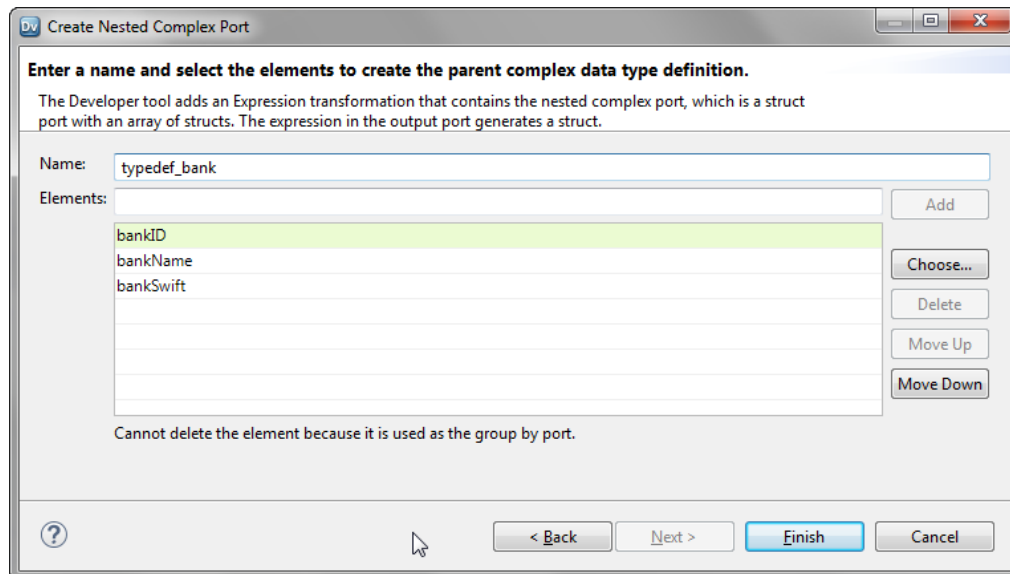 Dv Create Nested Complex Port
Enter a name and select the elements to create the parent complex data type definition.
The Developer tool adds an Expression transformation that contains the nested complex port, which is a struct
port with an array of structs. The expression in the output port generates a struct.
Name: typedef_bank
Elements: Add
bankID
bankName
bankSwift
Choose...
Delete
Move Up
Move Down
Cannot delete the element because it is used as the group by port.
? < Back Next > Finish Cancel